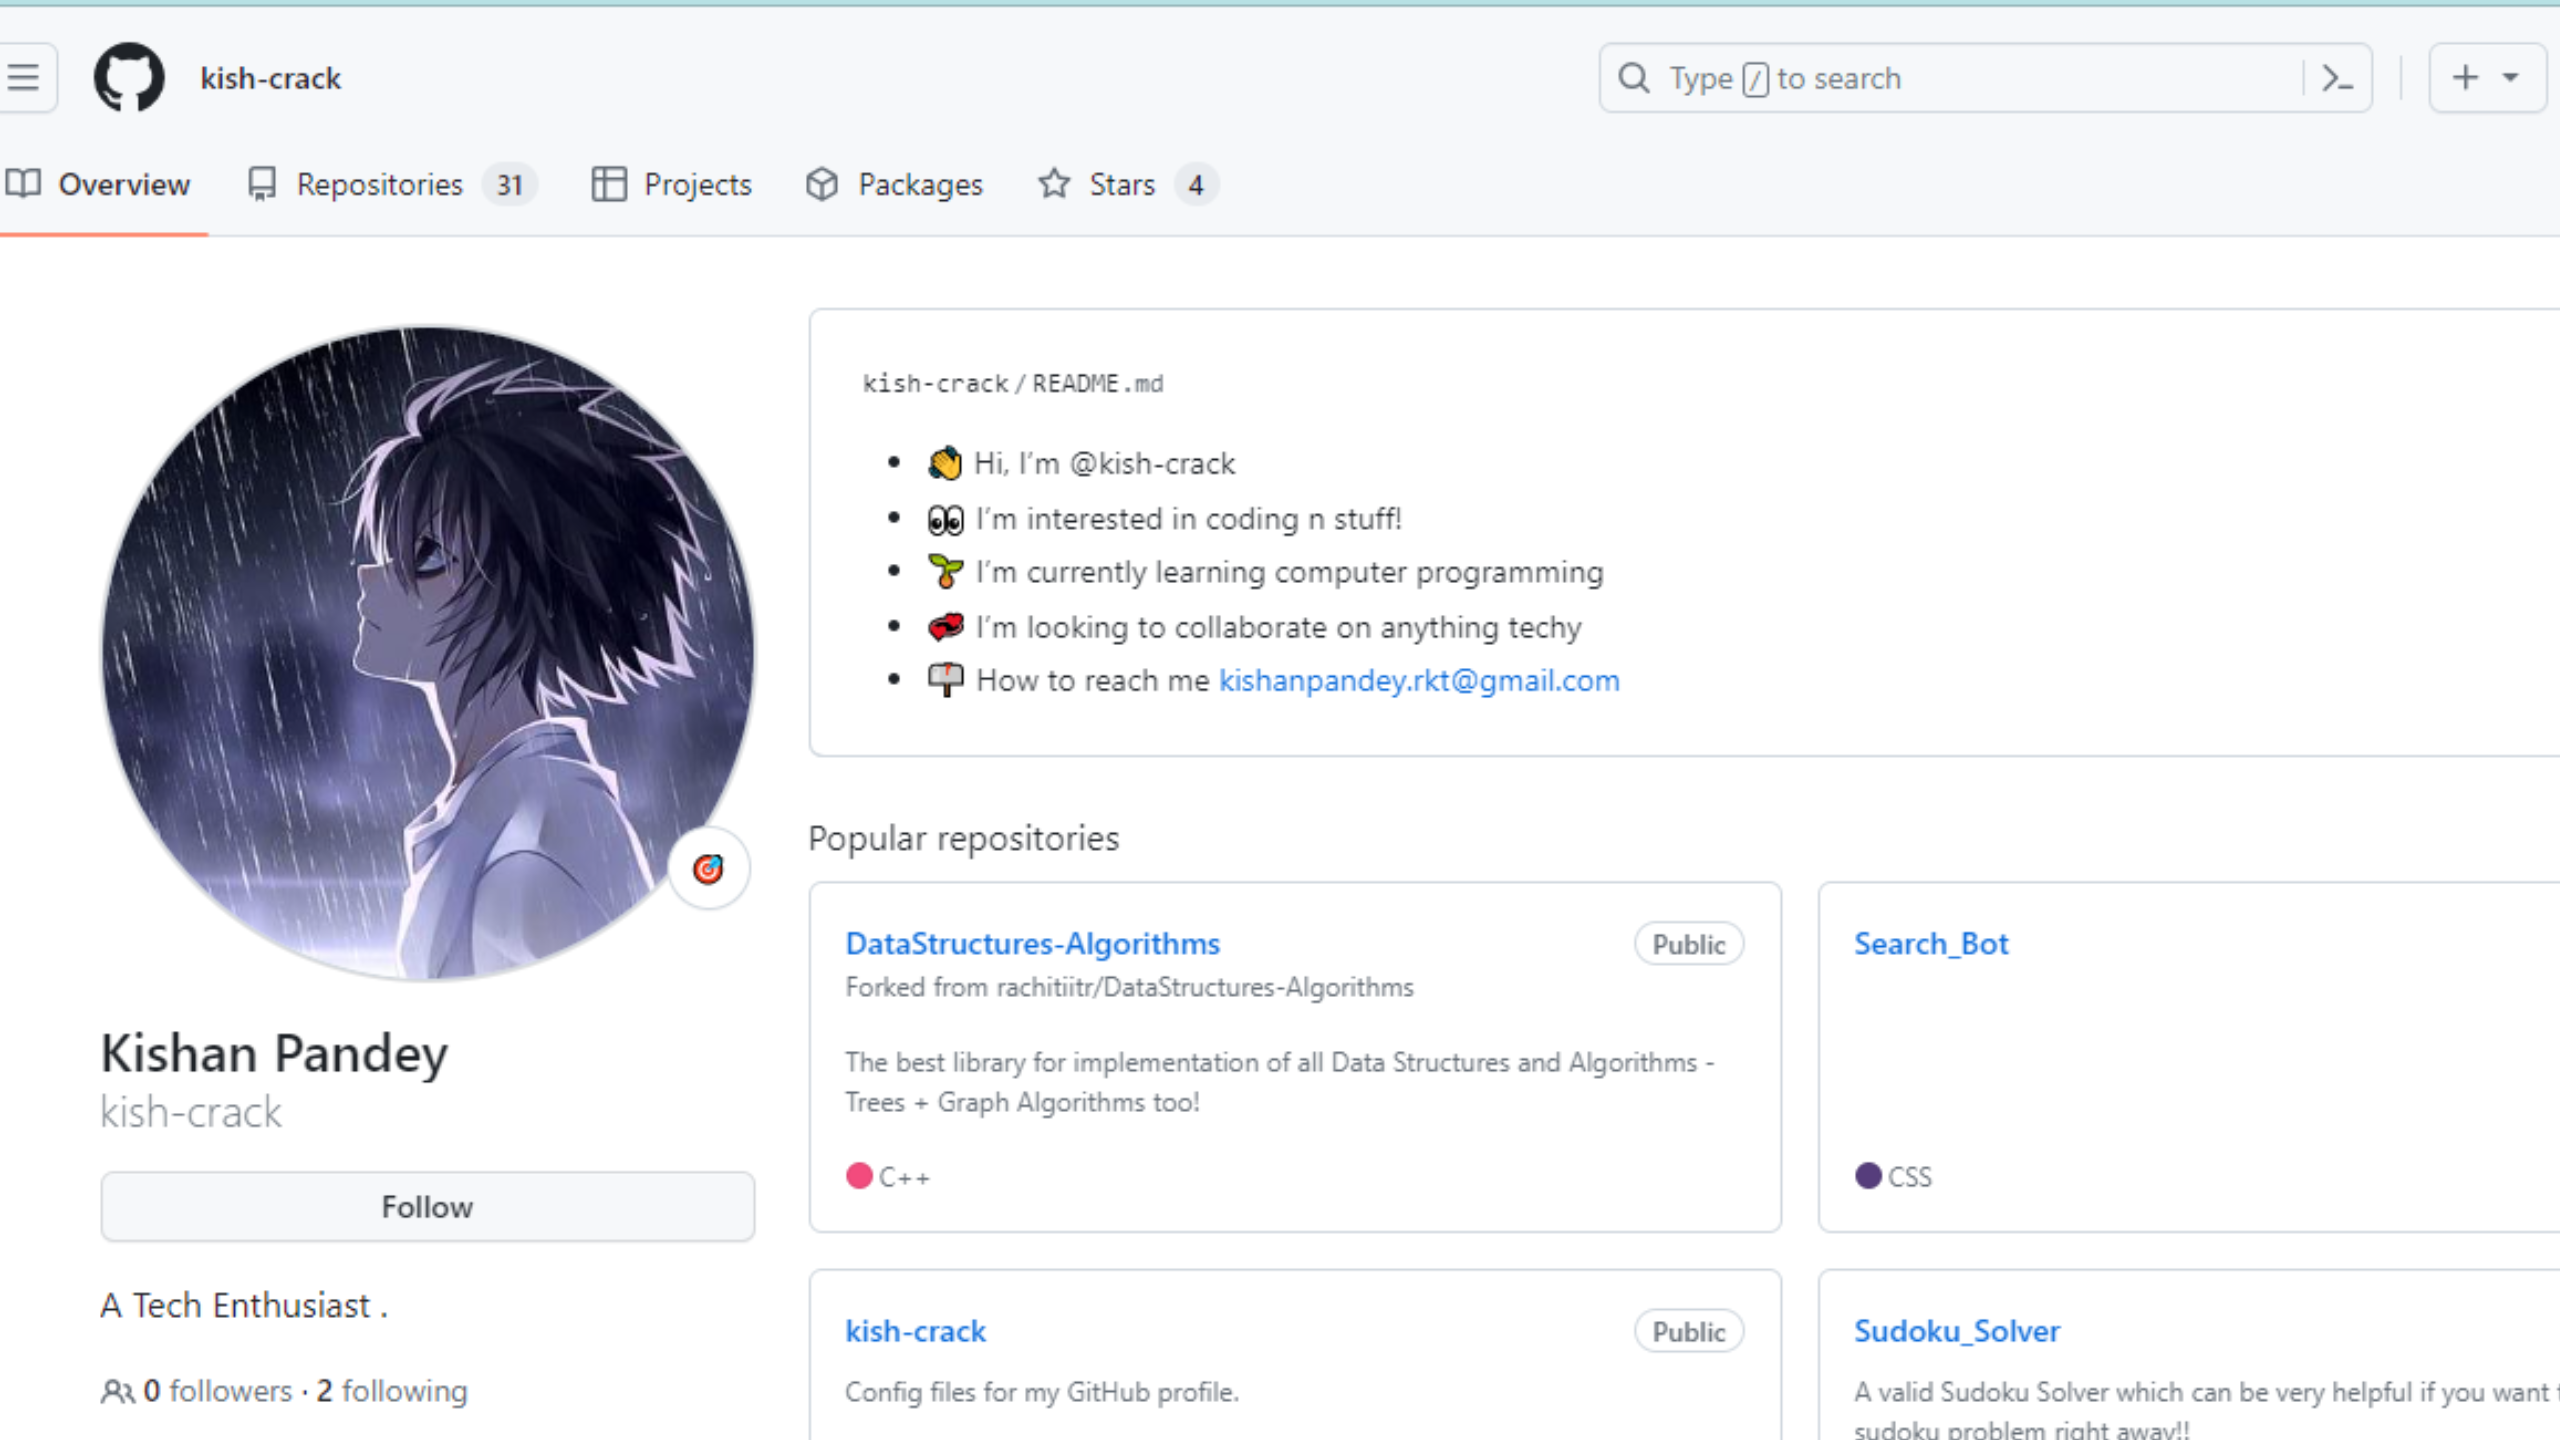 kish-crack
Type / to search
Overview
Repositories 31
Projects
Packages
Stars 4
kish-crack / README.md
Hi, I'm @kish-crack
I'm interested in coding n stuff!
I'm currently learning computer programming
I'm looking to collaborate on anything techy
How to reach me kishanpandey.rkt@gmail.com
Kishan Pandey
kish-crack
Follow
A Tech Enthusiast .
0 followers · 2 following
Popular repositories
DataStructures-Algorithms
Public
Forked from rachitiitr/DataStructures-Algorithms
The best library for implementation of all Data Structures and Algorithms -
Trees + Graph Algorithms too!
C++
Search_Bot
CSS
kish-crack
Public
Config files for my GitHub profile.
Sudoku_Solver
A valid Sudoku Solver which can be very helpful if you want
sudoku problem right away!!